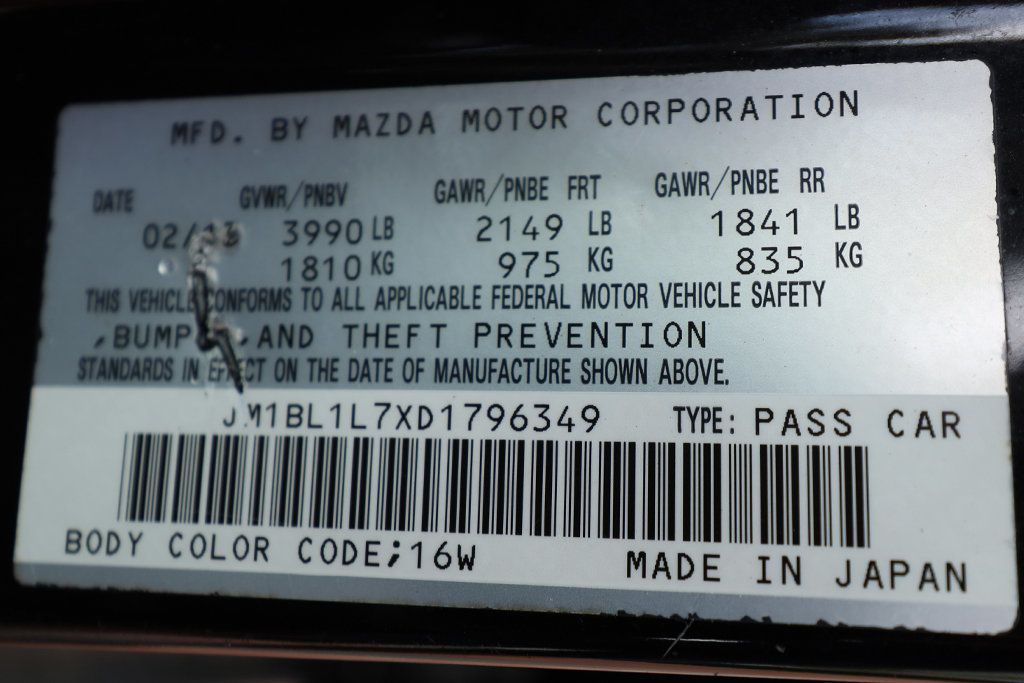 MFD. BY MAZDA MOTOR CORPORATION
DATE GVWR/PNBV GAWR/PNBE FRT GAWR/PNBE RR
02/13 3990 LB 2149 LB 1841 LB
1810 KG 975 KG 835 KG
THIS VEHICLE CONFORMS TO ALL APPLICABLE FEDERAL MOTOR VEHICLE SAFETY
AND THEFT PREVENTION
STANDARDS IN EFFECT ON THE DATE OF MANUFACTURE SHOWN ABOVE.
JM1BL1L7XD1796349 TYPE: PASS CAR
BODY COLOR CODE;16W MADE IN JAPAN